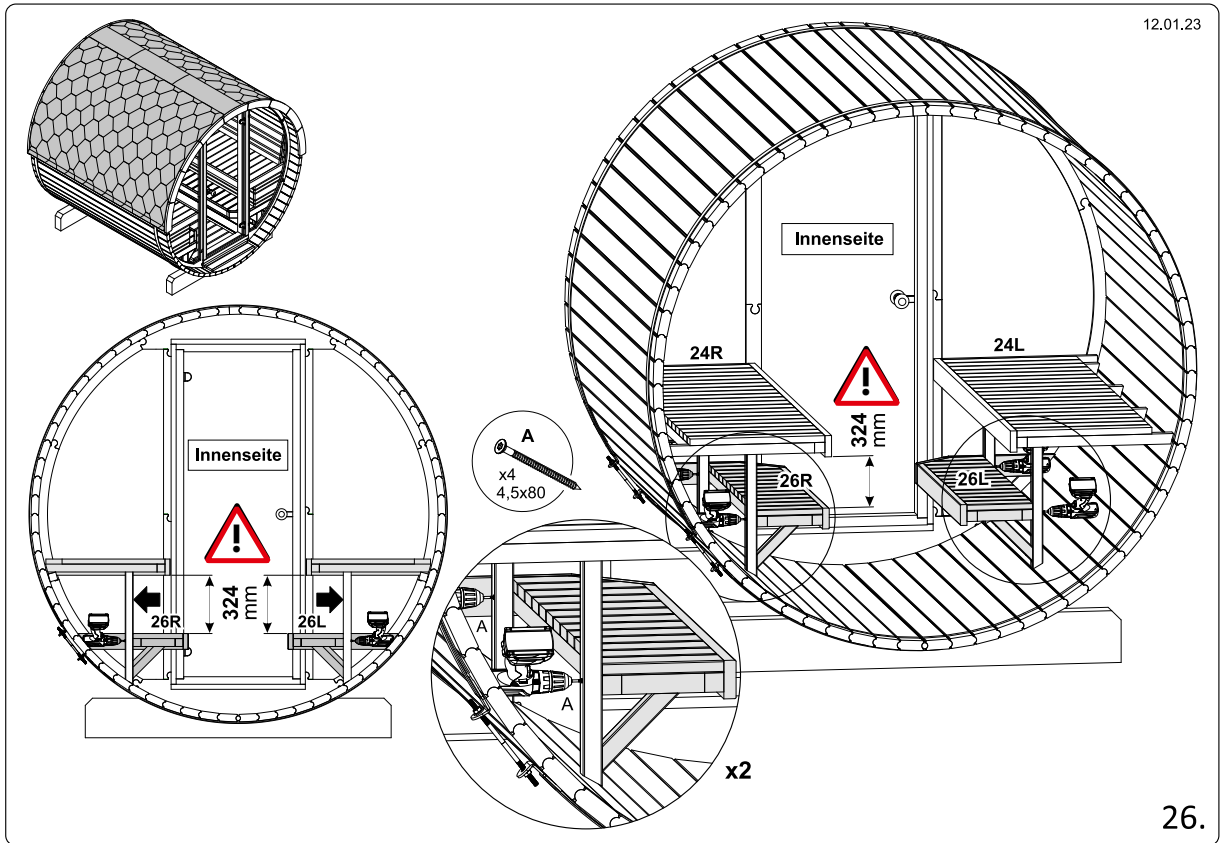 12.01.23
Innenseite
24R
24L
324
mm
26R
26L
A
x4
4,5x80
Innenseite
324
mm
26R
26L
A
A
x2
26.